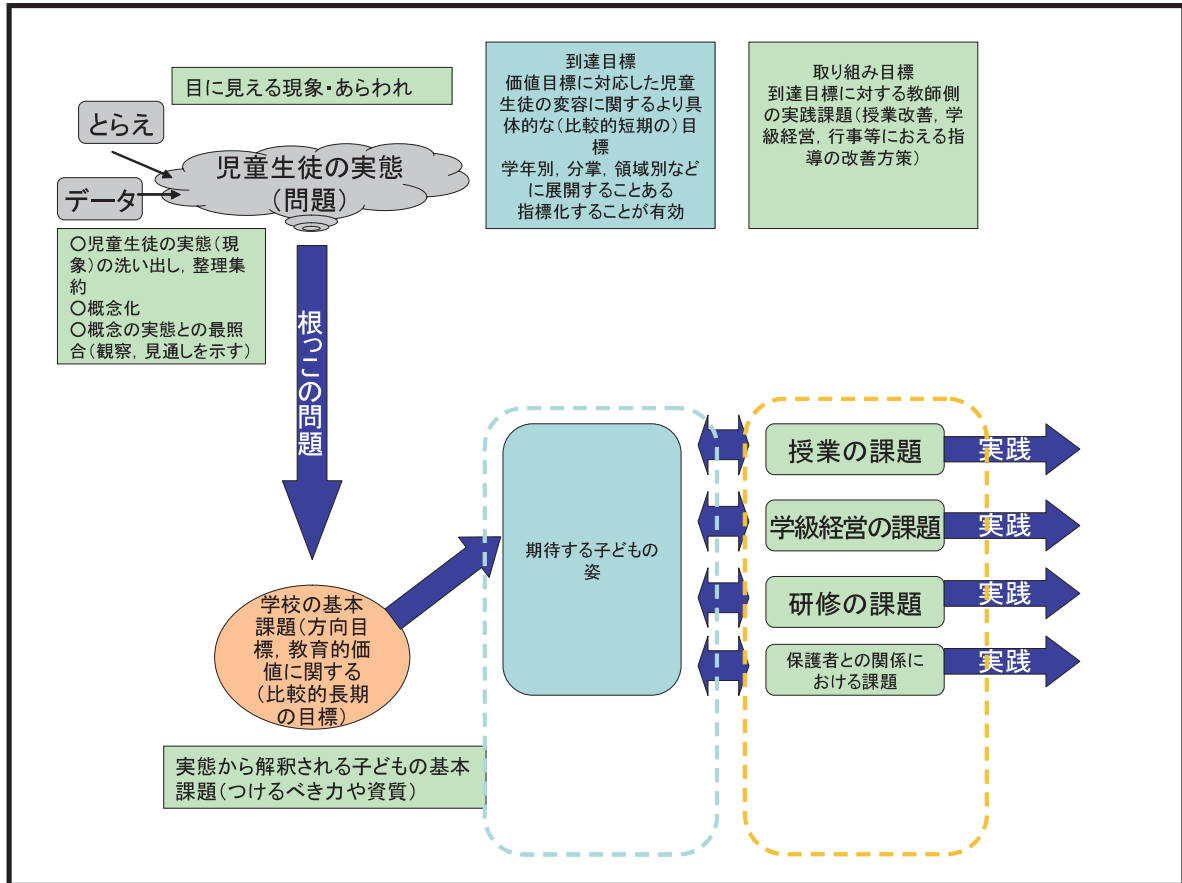 目に見える現象・あらわれ
とらえ
データ
児童生徒の実態
(問題)
○児童生徒の実態(現
象)の洗い出し, 整理集
約
○概念化
○概念の実態との最照
合(観察, 見通しを示す)
到達目標
価値目標に対応した児童
生徒の変容に関するより具
体的な(比較的短期の)目
標
学年別, 分掌, 領域別など
に展開することある
指標化することが有効
取り組み目標
到達目標に対する教師側
の実践課題(授業改善, 学
級経営, 行事等におえる指
導の改善方策)
根っこの問題
学校の基本
課題(方向目
標, 教育的価
値に関する
(比較的長期
の目標)
実態から解釈される子どもの基本
課題(つけるべき力や資質)
期待する子どもの
姿
授業の課題
実践
学級経営の課題
実践
研修の課題
実践
保護者との関係に
おける課題
実践